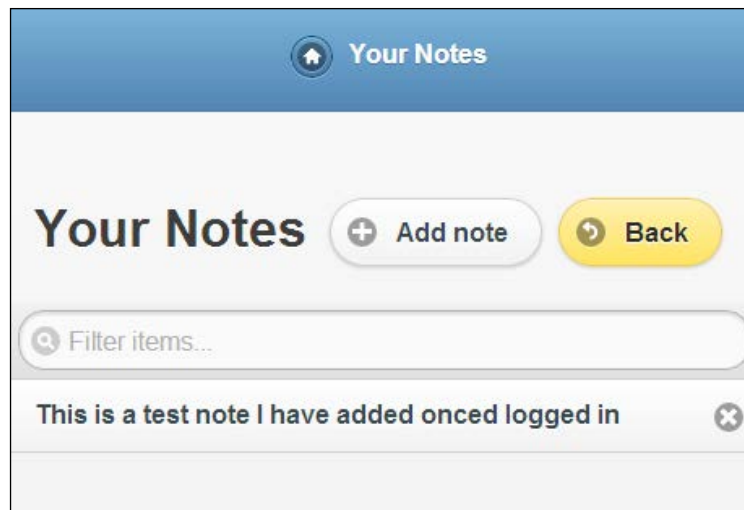 Your Notes
Your Notes Add note Back
Filter items...
This is a test note I have added onced logged in